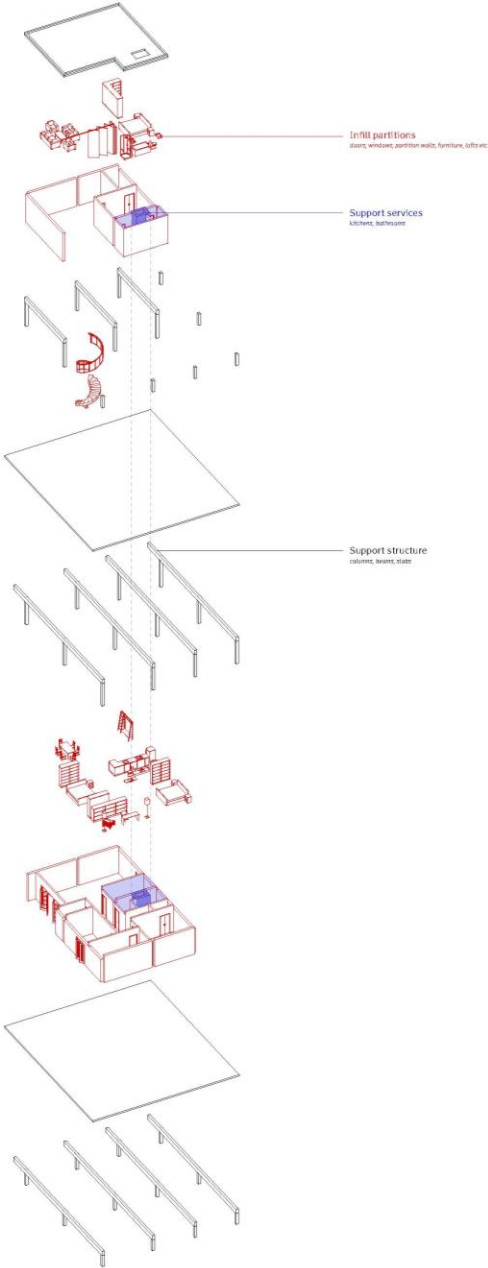 Infill partitions
doors, windows, partition walls, furniture, lofts etc
Support services
kitchens, bathrooms
Support structure
columns, beams, slabs